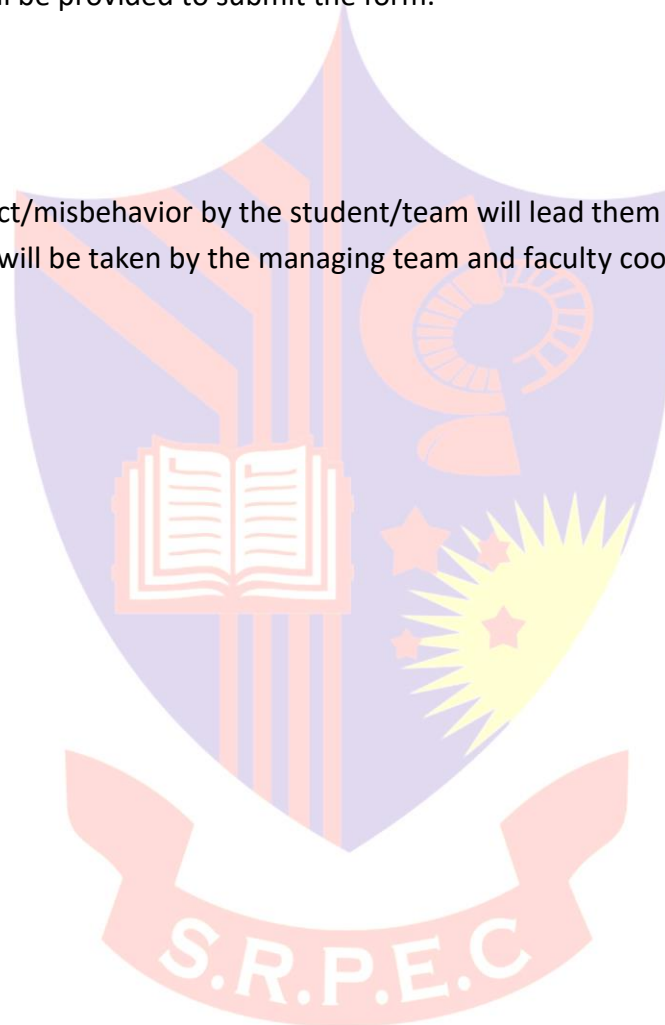 be provided to submit the form.
ct/misbehavior by the student/team will lead them
will be taken by the managing team and faculty coo
S.R.P.E.C